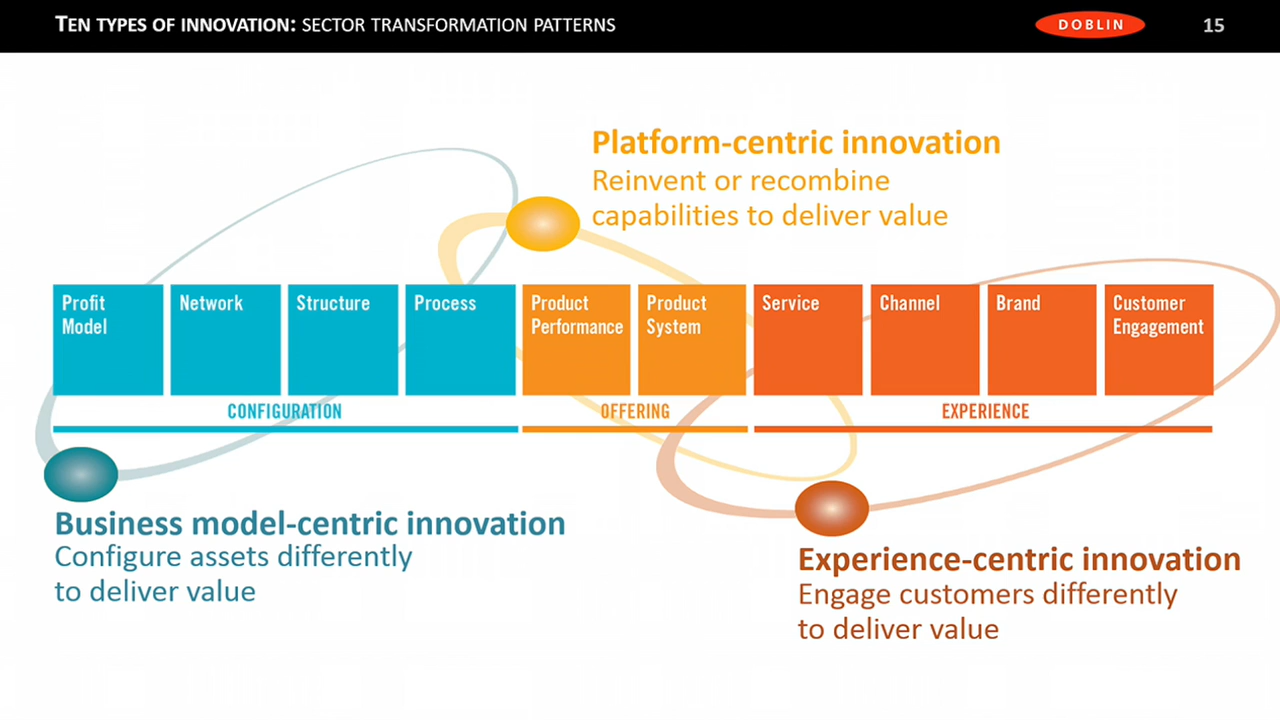 TEN TYPES OF INNOVATION: SECTOR TRANSFORMATION PATTERNS
DOBLIN
15
Platform-centric innovation
Reinvent or recombine
capabilities to deliver value
Profit
Model
Network
Structure
Process
Product
Performance
Product
System
Service
Channel
Brand
Customer
Engagement
CONFIGURATION
OFFERING
EXPERIENCE
Business model-centric innovation
Configure assets differently
to deliver value
Experience-centric innovation
Engage customers differently
to deliver value